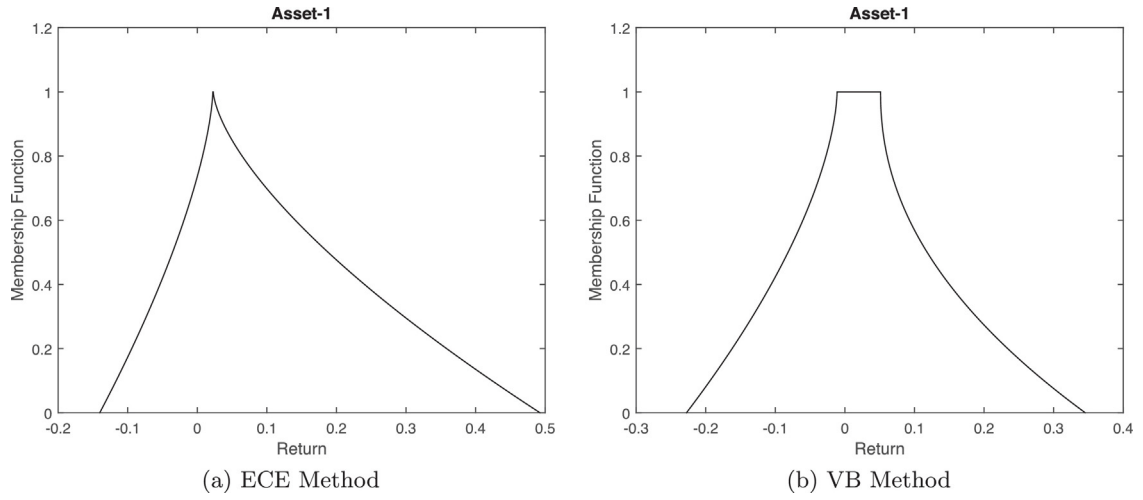 Asset-1
1.2
1
0.8
0.6
0.4
0.2
0
Membership Function
-0.2 -0.1 0 0.1 0.2 0.3 0.4 0.5
Return
(a) ECE Method
Asset-1
1.2
1
0.8
0.6
0.4
0.2
0
Membership Function
-0.3 -0.2 -0.1 0 0.1 0.2 0.3 0.4
Return
(b) VB Method